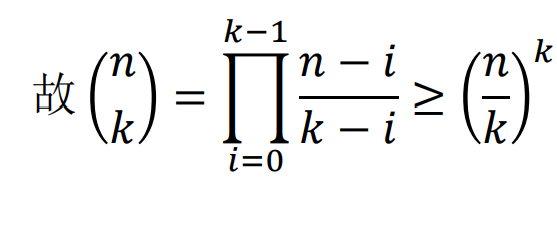 故 $\binom{n}{k} = \prod_{i=0}^{k-1} \frac{n-i}{k-i} \geq \left(\frac{n}{k}\right)^k$